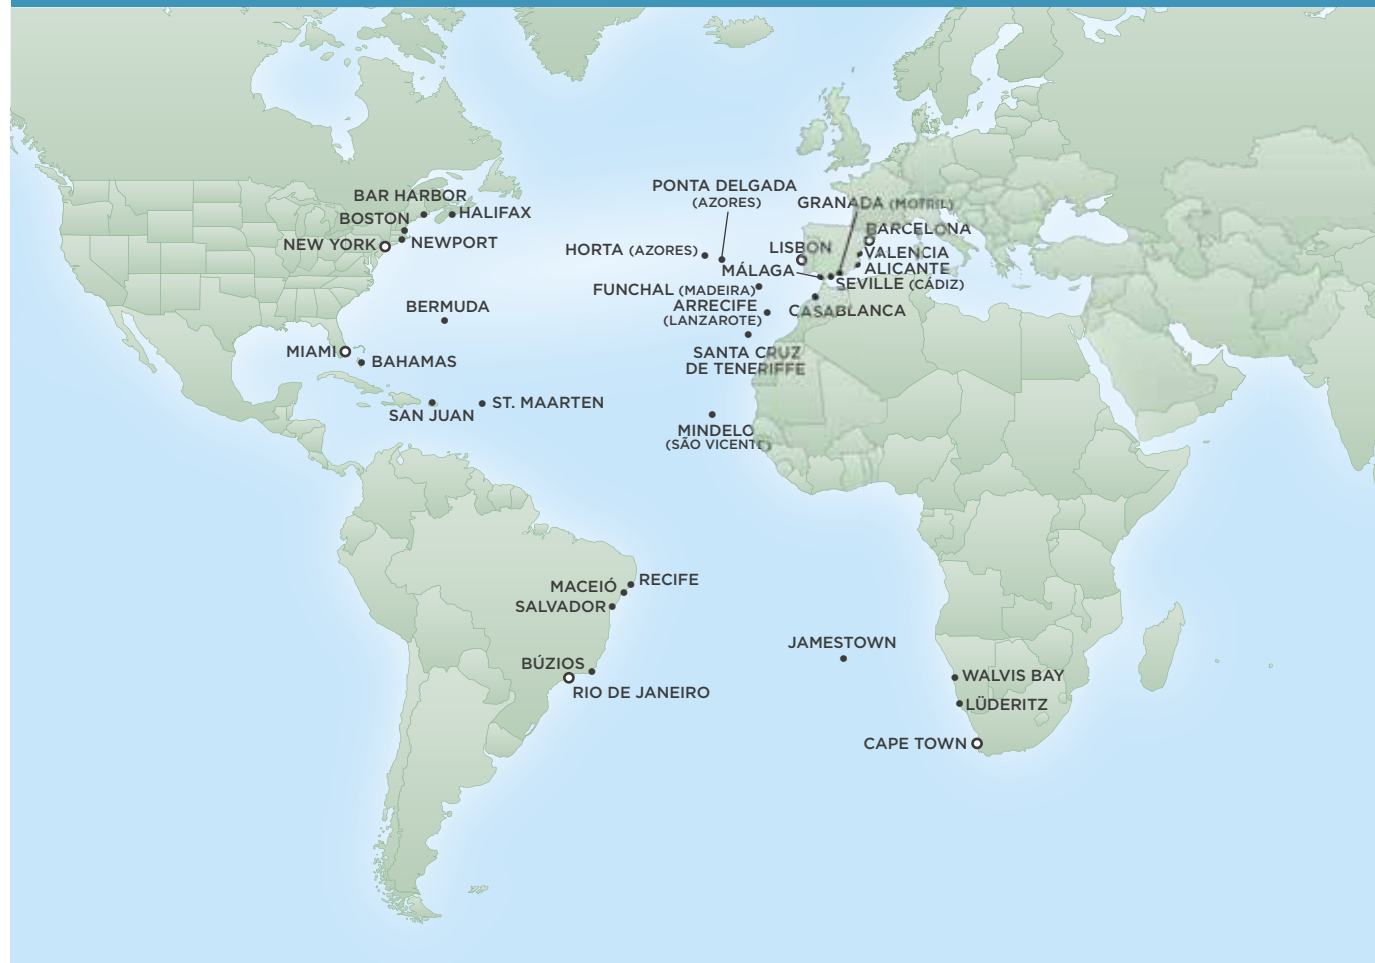 BAR HARBOR
BOSTON
HALIFAX
NEW YORK
NEWPORT
PONTA DELGADA
(AZORES)
GRANADA (MOTRIL)
BARCELONA
HORTA (AZORES)
LISBON
VALENCIA
MÁLAGA
ALICANTE
SEVILLE (CÁDIZ)
FUNCHAL (MADEIRA)
ARRECIFE
(LANZAROTE)
CASABLANCA
BERMUDA
MIAMI
BAHAMAS
SANTA CRUZ
DE TENERIFFE
SAN JUAN
ST. MAARTEN
MINDELO
(SÃO VICENTE)
MACEIÓ
RECIFE
SALVADOR
BÚZIOS
RIO DE JANEIRO
JAMESTOWN
WALVIS BAY
LÜDERITZ
CAPE TOWN